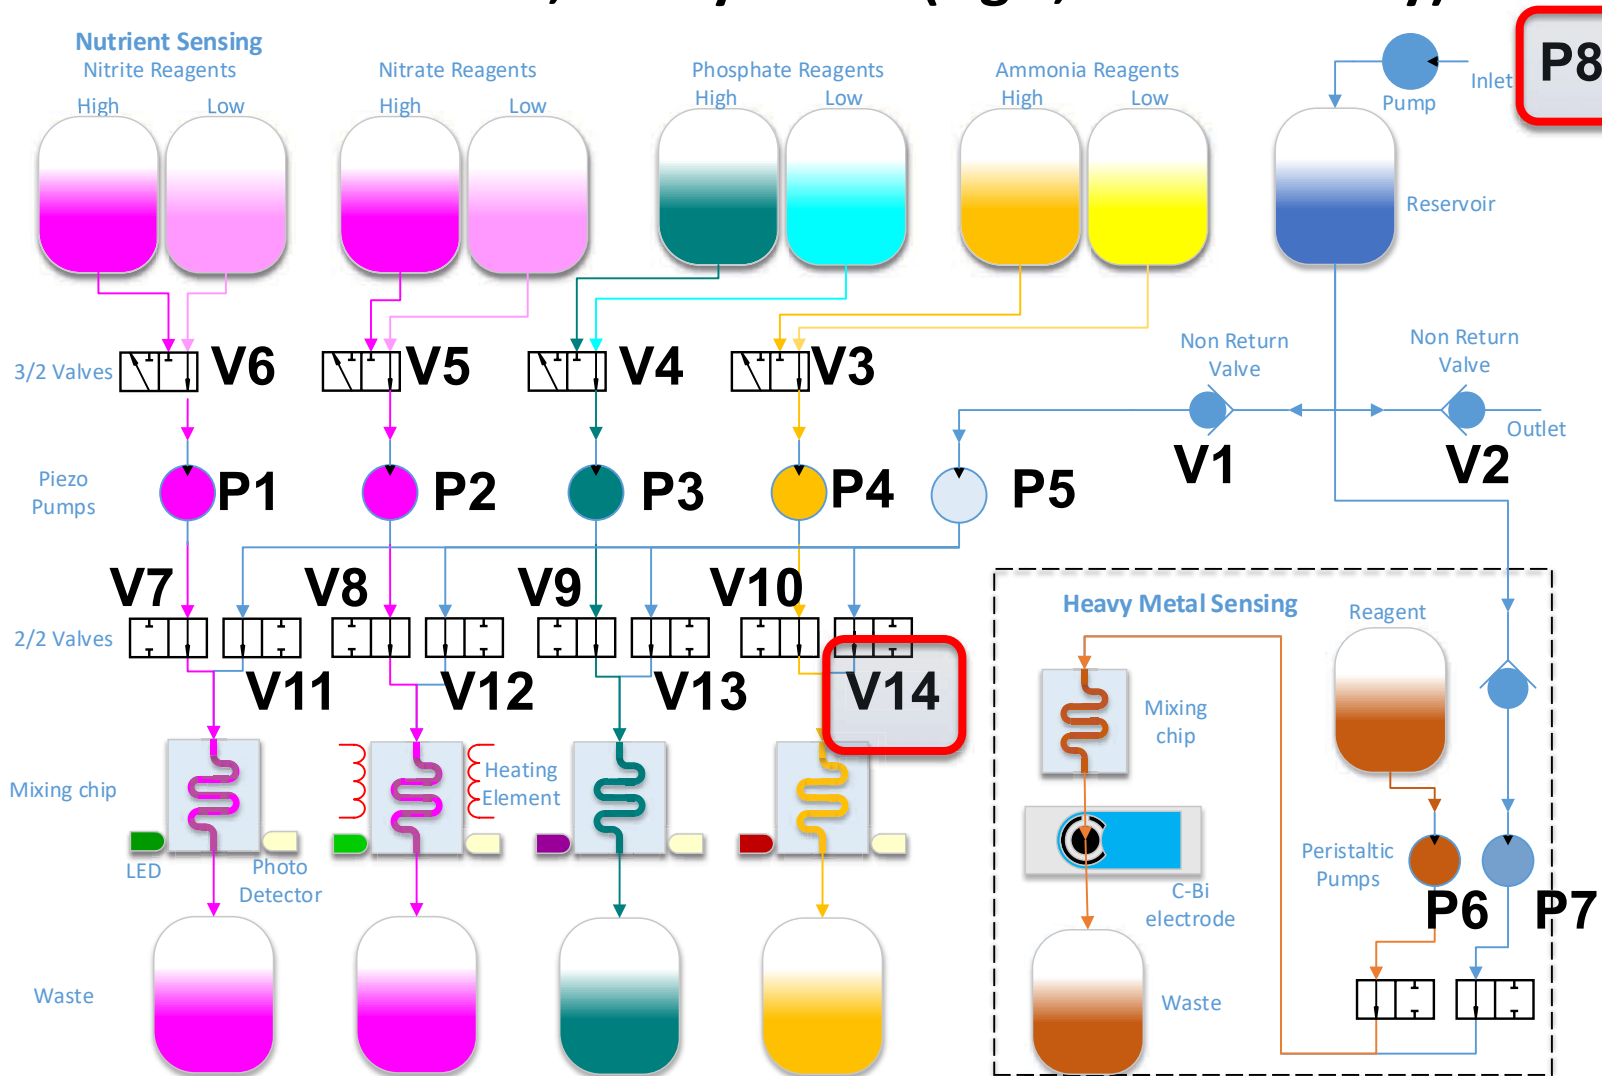 Nutrient Sensing
Nitrite Reagents
High
Low
Nitrate Reagents
High
Low
Phosphate Reagents
High
Low
Ammonia Reagents
High
Low
Pump
Inlet
P8
Reservoir
3/2 Valves
V6
V5
V4
V3
Non Return
Valve
V1
Non Return
Valve
V2
Outlet
Piezo
Pumps
P1
P2
P3
P4
P5
V7
V8
V9
V10
2/2 Valves
V11
V12
V13
V14
Mixing chip
Heating
Element
LED
Photo
Detector
Waste
Heavy Metal Sensing
Reagent
Mixing
chip
C-Bi
electrode
Peristaltic
Pumps
P6
P7
Waste